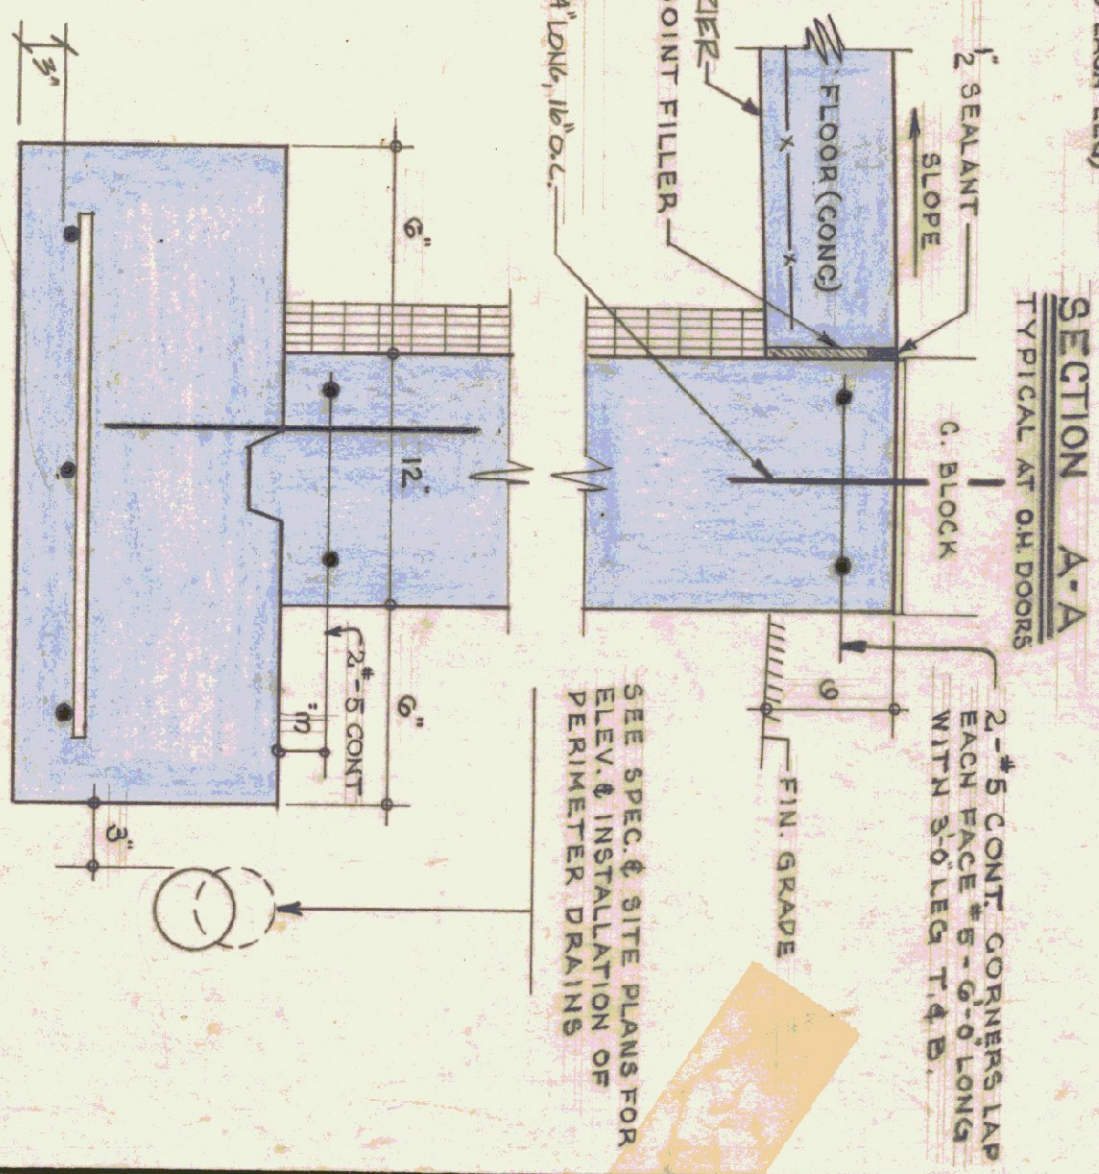 SECTION A-A
TYPICAL AT O.H. DOORS
1/2" SEALANT
SLOPE
FLOOR (CONC)
x
x
OINT FILLER
4" LONG, 16" O.C.
C. BLOCK
2-#5 CONT. CORNERS LAP
EACH FACE #5-6'-0" LONG
WITN 3'-0" LEG T. & B.
6
FIN. GRADE
SEE SPEC. & SITE PLANS FOR
ELEV. & INSTALLATION OF
PERIMETER DRAINS
6"
12"
6"
2-#5 CONT
3"
3"
3"